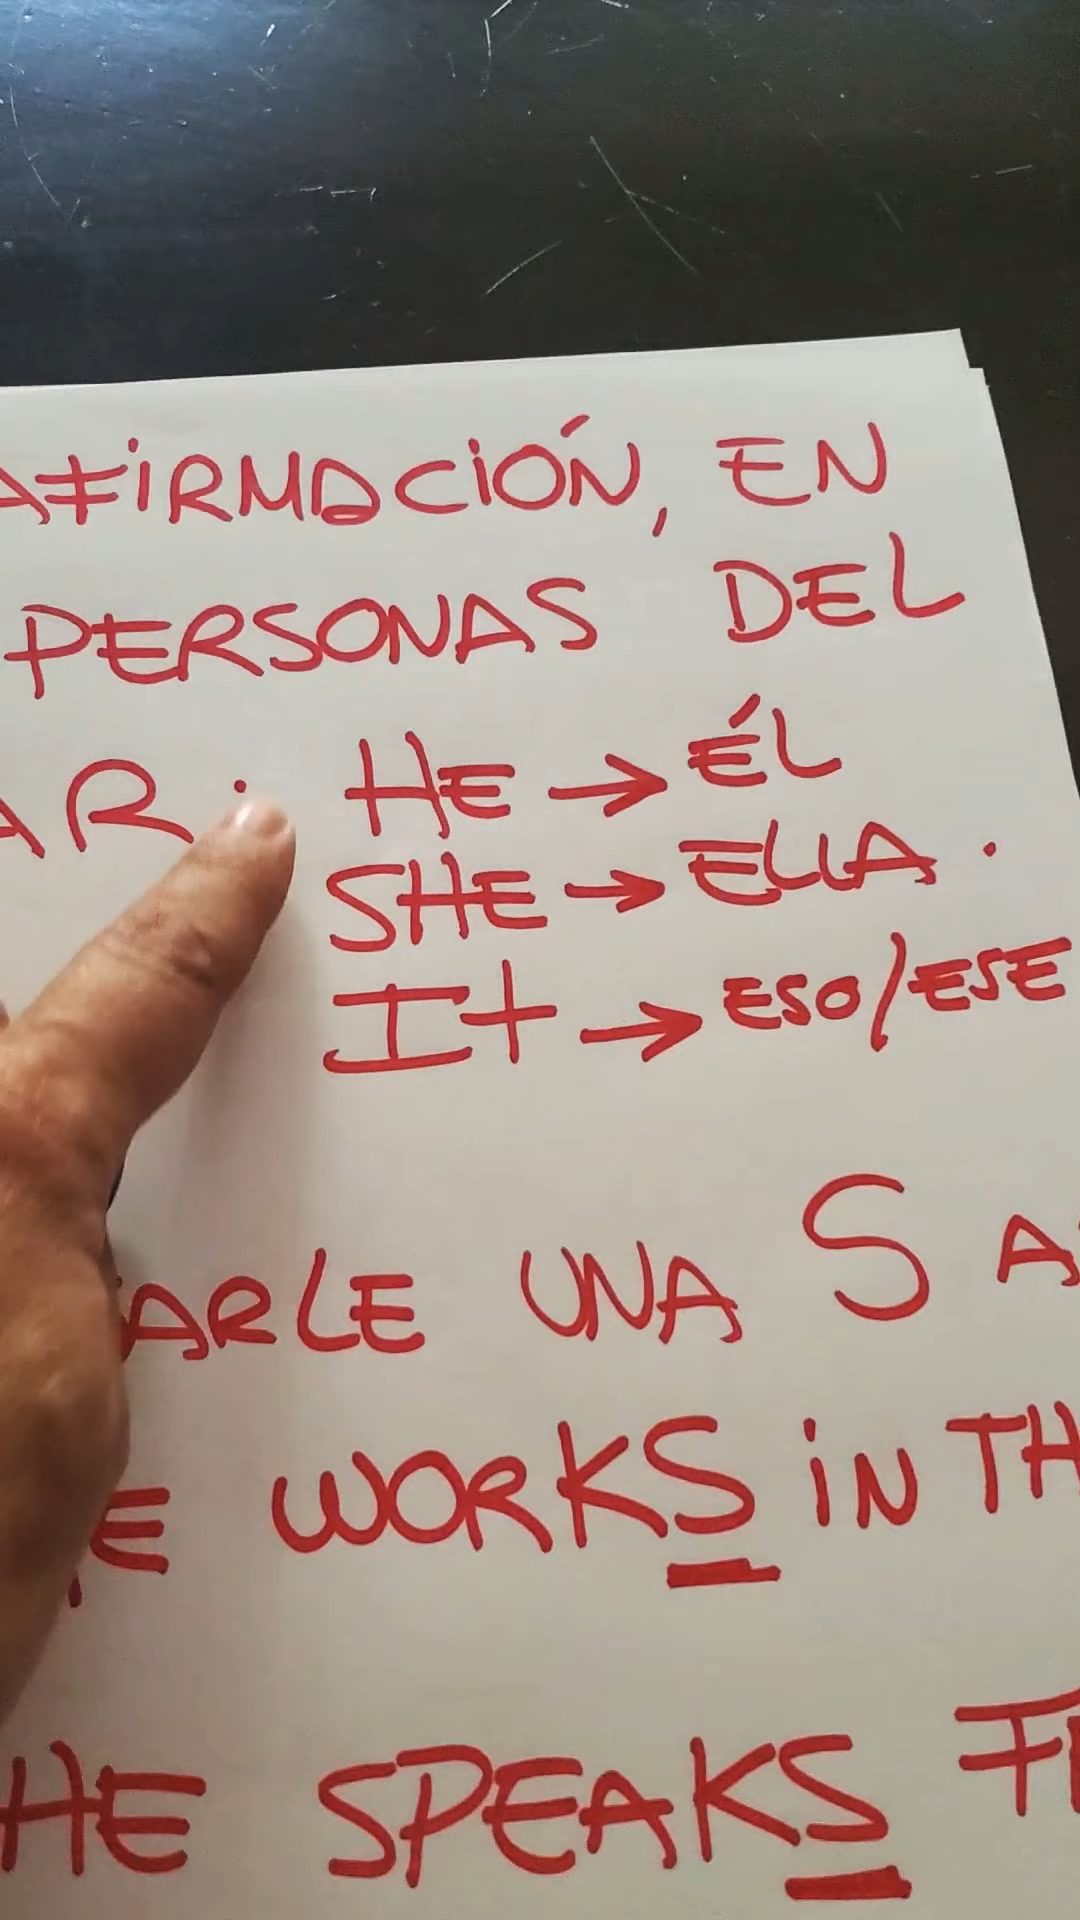 AFIRMACIÓN, EN
PERSONAS DEL
AR: HE → ÉL
SHE → ELLA.
It → ESO/ESE
ARLE UNA S A
E WORKS IN TH
HE SPEAKS F